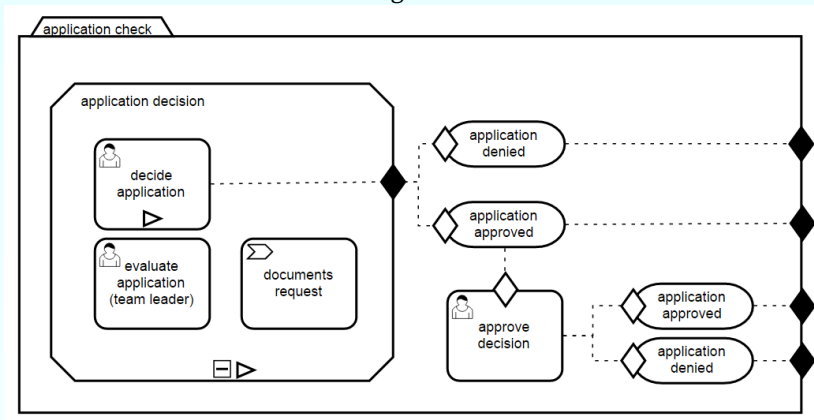 application check
application decision
decide
application
evaluate
application
(team leader)
documents
request
application
denied
application
approved
approve
decision
application
approved
application
denied